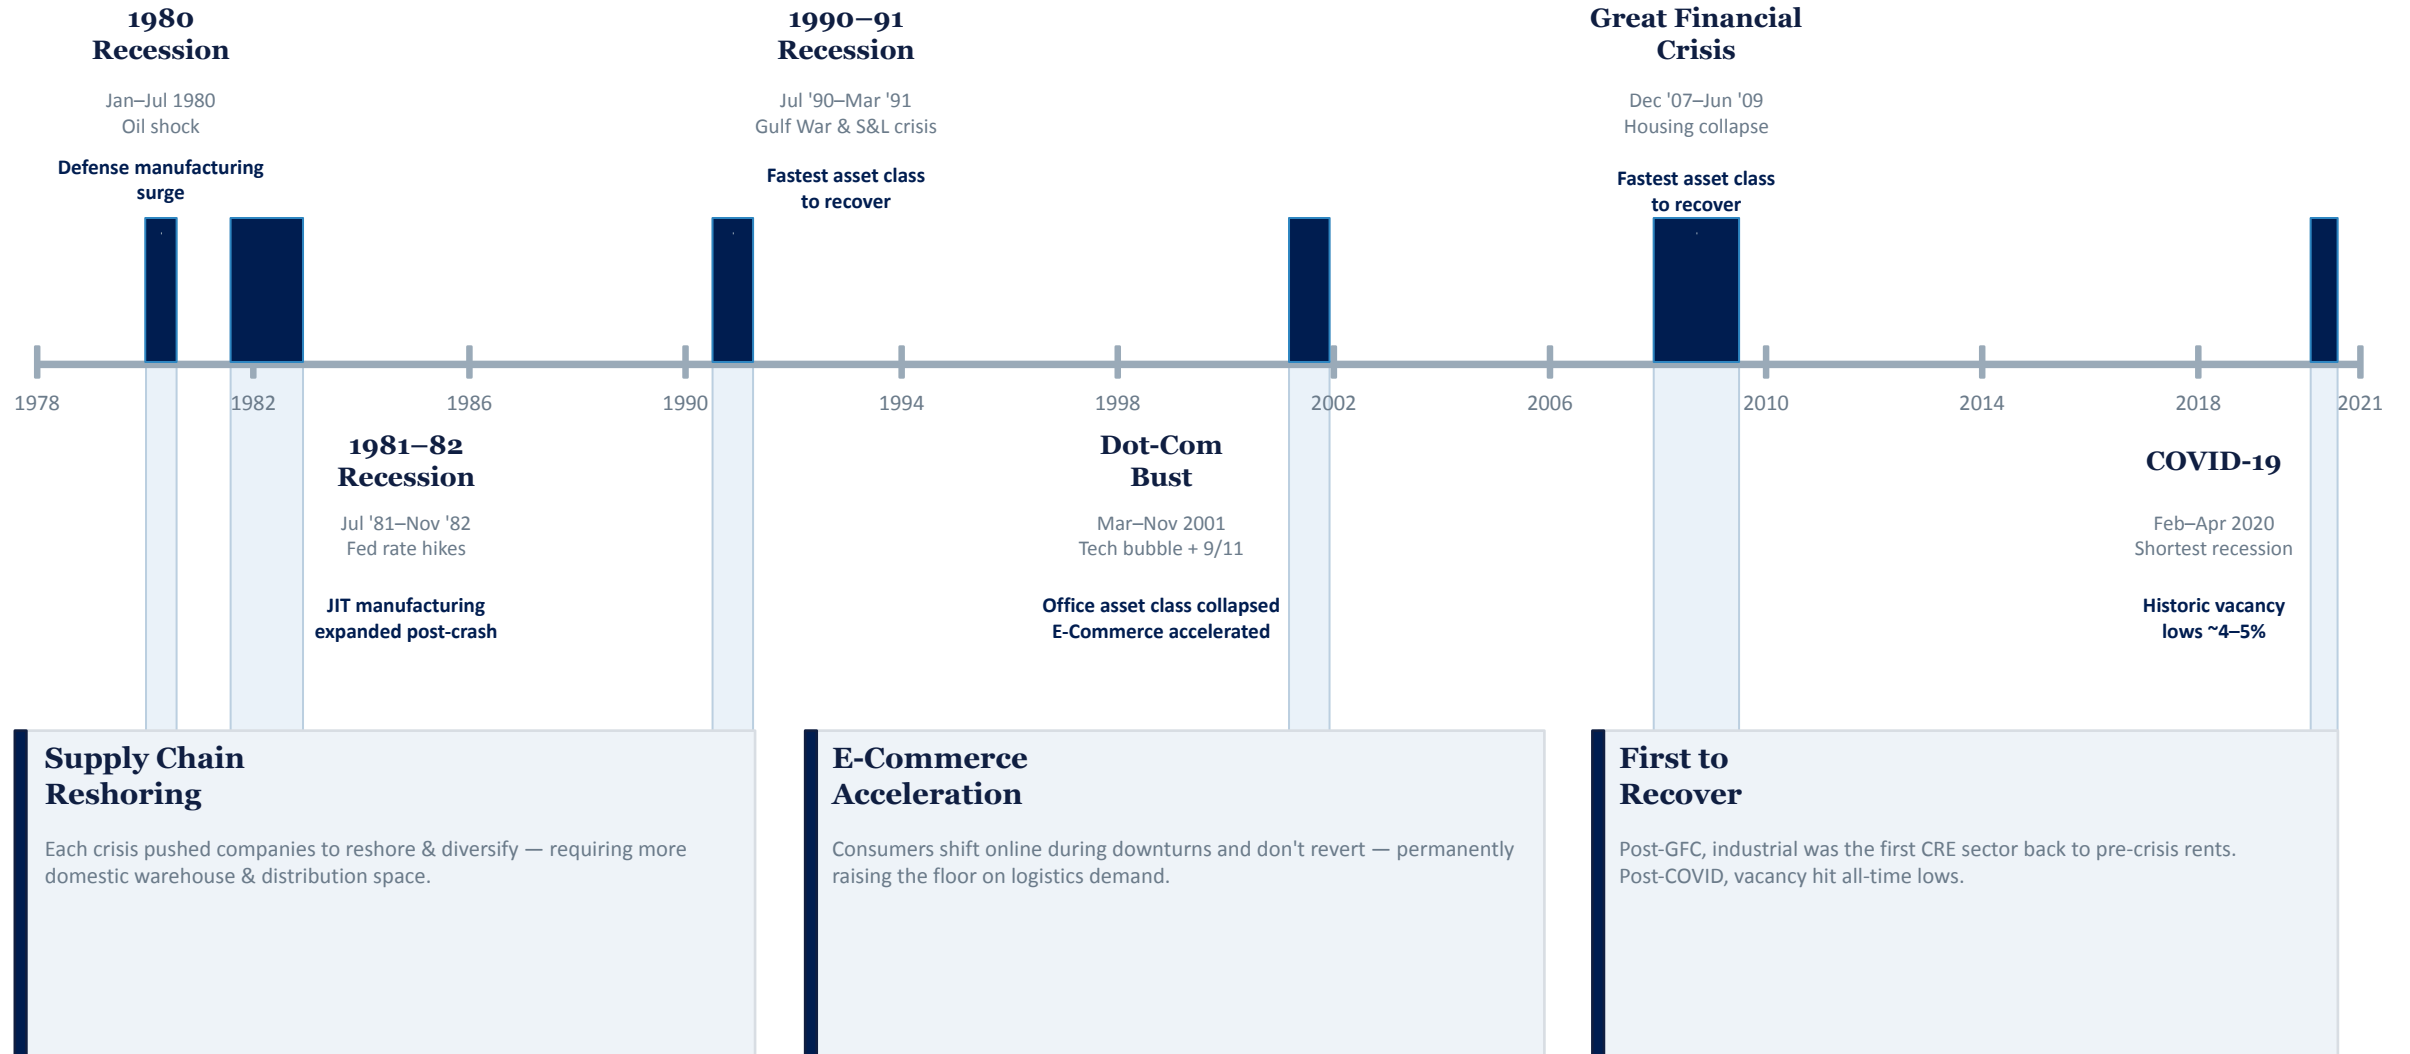 1980
Recession
Jan–Jul 1980
Oil shock
Defense manufacturing
surge
1990–91
Recession
Jul '90–Mar '91
Gulf War & S&L crisis
Fastest asset class
to recover
Great Financial
Crisis
Dec '07–Jun '09
Housing collapse
Fastest asset class
to recover
1978
1982
1986
1990
1994
1998
2002
2006
2010
2014
2018
2021
1981–82
Recession
Jul '81–Nov '82
Fed rate hikes
JIT manufacturing
expanded post-crash
Dot-Com
Bust
Mar–Nov 2001
Tech bubble + 9/11
Office asset class collapsed
E-Commerce accelerated
COVID-19
Feb–Apr 2020
Shortest recession
Historic vacancy
lows ~4–5%
Supply Chain
Reshoring
Each crisis pushed companies to reshore & diversify — requiring more
domestic warehouse & distribution space.
E-Commerce
Acceleration
Consumers shift online during downturns and don't revert — permanently
raising the floor on logistics demand.
First to
Recover
Post-GFC, industrial was the first CRE sector back to pre-crisis rents.
Post-COVID, vacancy hit all-time lows.